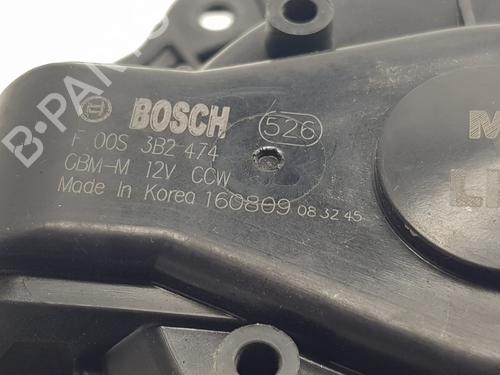 B-PARTS
BOSCH
526
F 00S 3B2 474
CBM-M 12V CCW
Made In Korea 160809 08 32 45
M
L